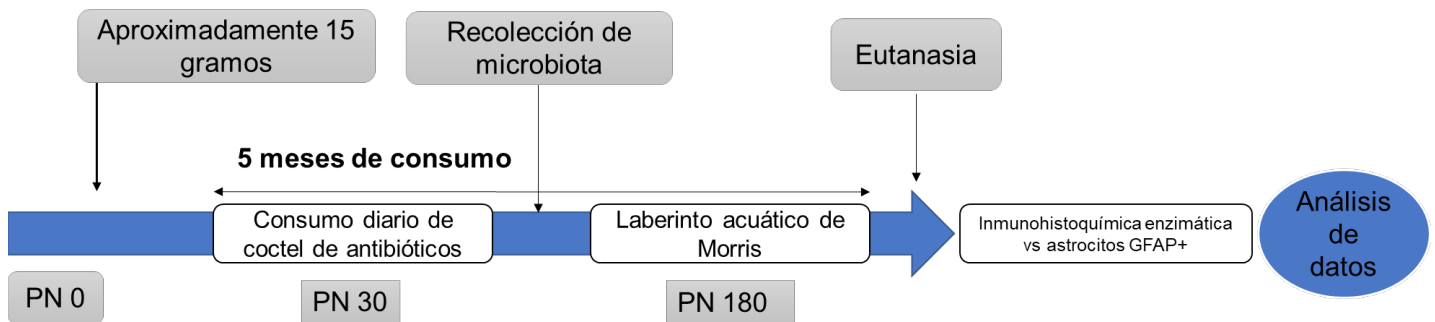 Aproximadamente 15
gramos
Recolección de
microbiota
Eutanasia
5 meses de consumo
Consumo diario de
coctel de antibióticos
Laberinto acuático de
Morris
Inmunohistoquímica enzimática
vs astrocitos GFAP+
Análisis
de
datos
PN 0
PN 30
PN 180